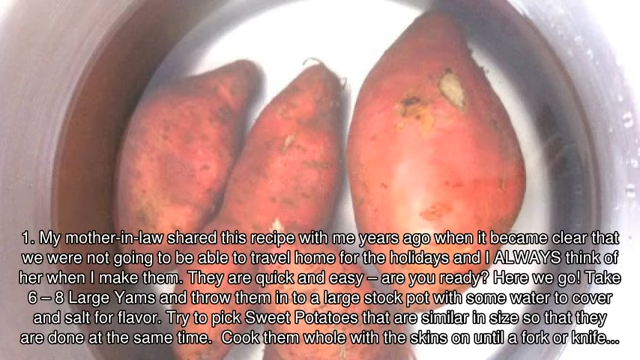 1. My mother-in-law shared this recipe with me years ago when it became clear that
we were not going to be able to travel home for the holidays and I ALWAYS think of
her when I make them. They are quick and easy – are you ready? Here we go! Take
6 – 8 Large Yams and throw them in to a large stock pot with some water to cover
and salt for flavor. Try to pick Sweet Potatoes that are similar in size so that they
are done at the same time.  Cook them whole with the skins on until a fork or knife...